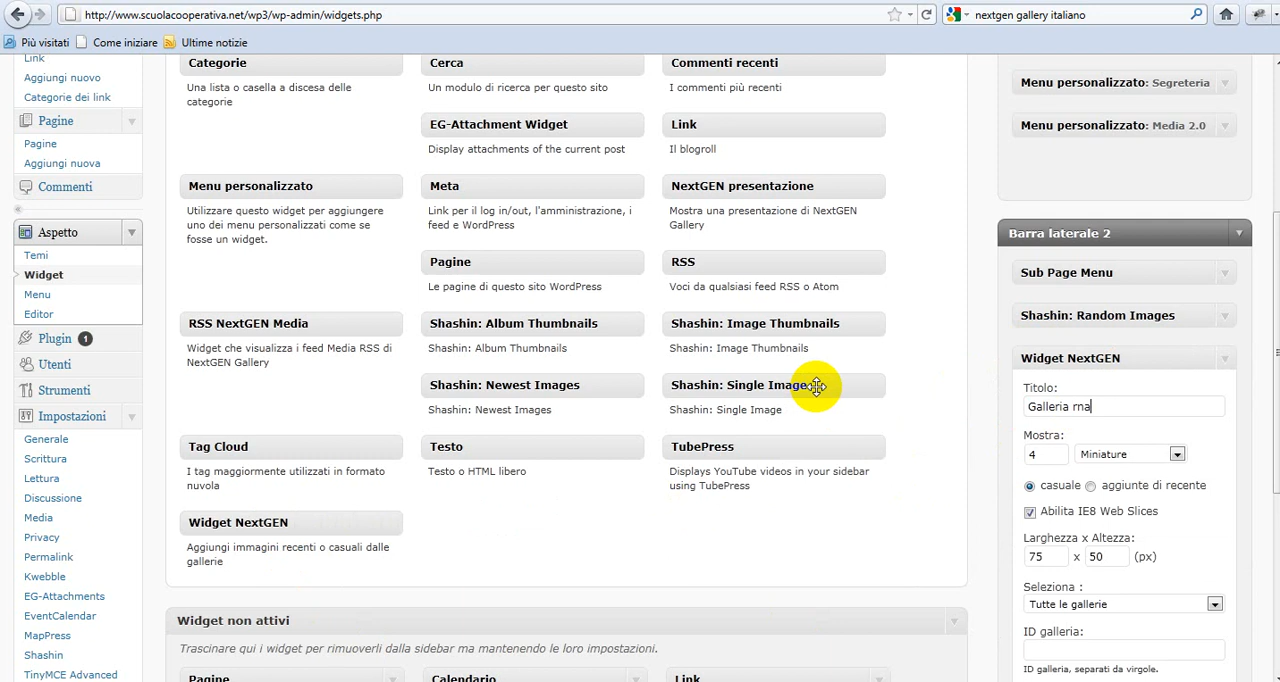 http://www.scuolacooperativa.net/wp3/wp-admin/widgets.php
nextgen gallery italiano
Più visitati
Come iniziare
Ultime notizie
Link
Aggiungi nuovo
Categorie dei link
Pagine
Pagine
Aggiungi nuova
Commenti
Aspetto
Temi
Widget
Menu
Editor
Plugin 1
Utenti
Strumenti
Impostazioni
Generale
Scrittura
Lettura
Discussione
Media
Privacy
Permalink
Kwebble
EG-Attachments
EventCalendar
MapPress
Shashin
TinyMCE Advanced
Categorie
Una lista o casella a discesa delle
categorie
Cerca
Un modulo di ricerca per questo sito
Commenti recenti
I commenti più recenti
EG-Attachment Widget
Display attachments of the current post
Link
Il blogroll
Menu personalizzato
Utilizzare questo widget per aggiungere
uno dei menu personalizzati come se
fosse un widget.
Meta
Link per il log in/out, l'amministrazione, i
feed e WordPress
NextGEN presentazione
Mostra una presentazione di NextGEN
Gallery
Pagine
Le pagine di questo sito WordPress
RSS
Voci da qualsiasi feed RSS o Atom
RSS NextGEN Media
Widget che visualizza i feed Media RSS di
NextGEN Gallery
Shashin: Album Thumbnails
Shashin: Album Thumbnails
Shashin: Image Thumbnails
Shashin: Image Thumbnails
Shashin: Newest Images
Shashin: Newest Images
Shashin: Single Image
Shashin: Single Image
Tag Cloud
I tag maggiormente utilizzati in formato
nuvola
Testo
Testo o HTML libero
TubePress
Displays YouTube videos in your sidebar
using TubePress
Widget NextGEN
Aggiungi immagini recenti o casuali dalle
gallerie
Widget non attivi
Trascinare qui i widget per rimuoverli dalla sidebar ma mantenendo le loro impostazioni.
Pagine
Calendario
Link
Menu personalizzato: Segreteria
Menu personalizzato: Media 2.0
Barra laterale 2
Sub Page Menu
Shashin: Random Images
Widget NextGEN
Titolo:
Galleria rna
Mostra:
4 Miniature
casuale aggiunte di recente
Abilita IE8 Web Slices
Larghezza x Altezza:
75 x 50 (px)
Seleziona :
Tutte le gallerie
ID galleria:
ID galleria, separati da virgole.